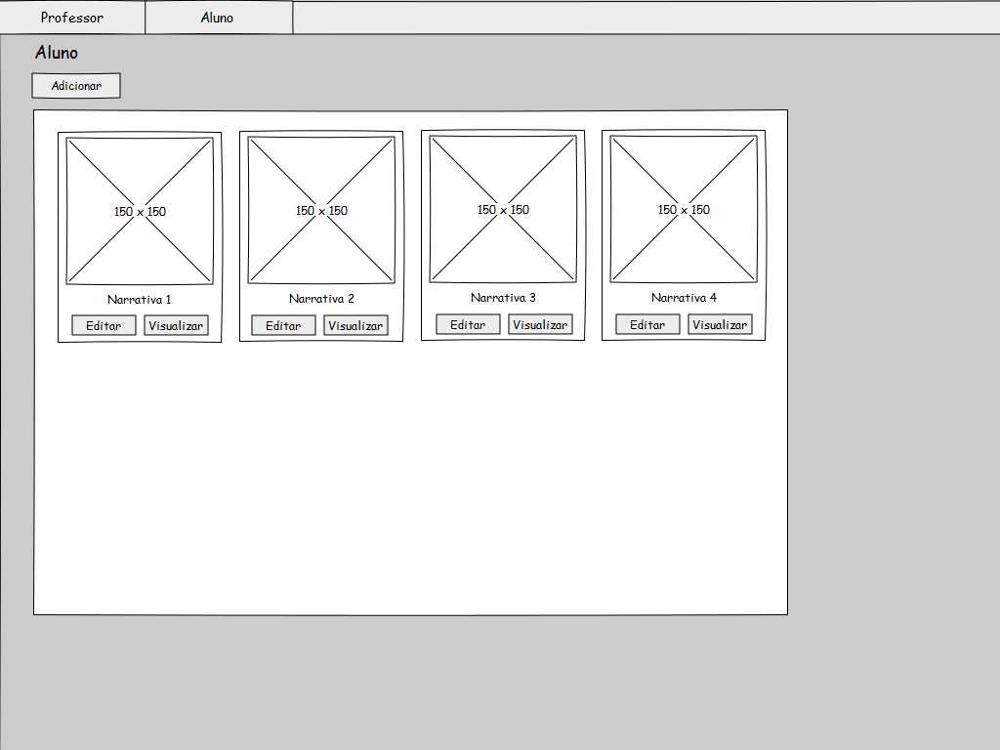 Professor Aluno
Aluno
Adicionar
150 x 150 150 x 150 150 x 150 150 x 150
Narrativa 1 Narrativa 2 Narrativa 3 Narrativa 4
Editar Visualizar Editar Visualizar Editar Visualizar Editar Visualizar